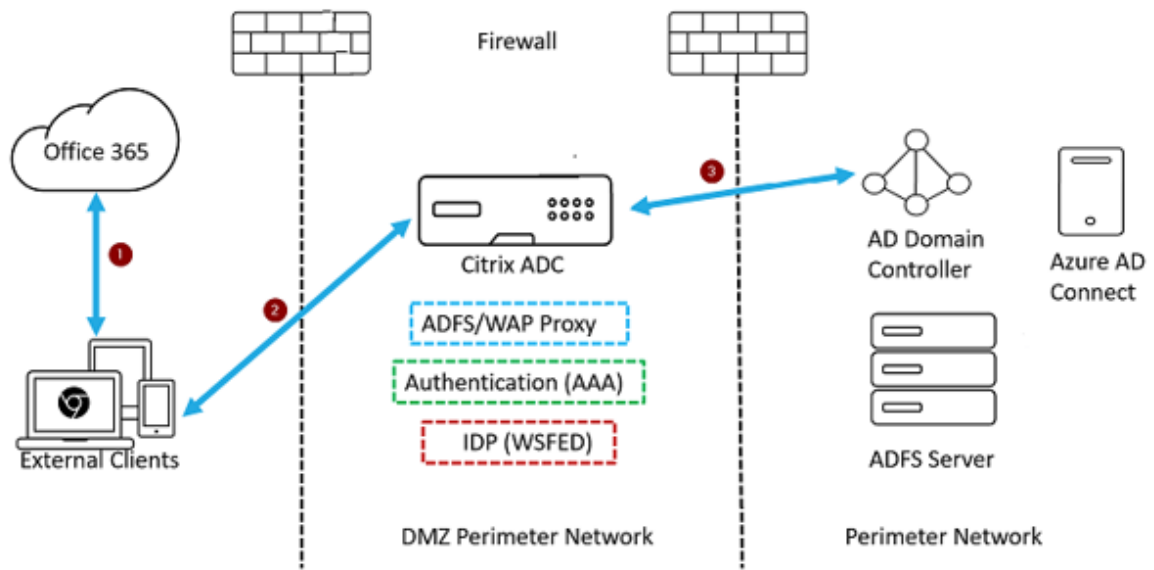 Firewall
Office 365
1
2
3
External Clients
Citrix ADC
ADFS/WAP Proxy
Authentication (AAA)
IDP (WSFED)
DMZ Perimeter Network
AD Domain
Controller
Azure AD
Connect
ADFS Server
Perimeter Network